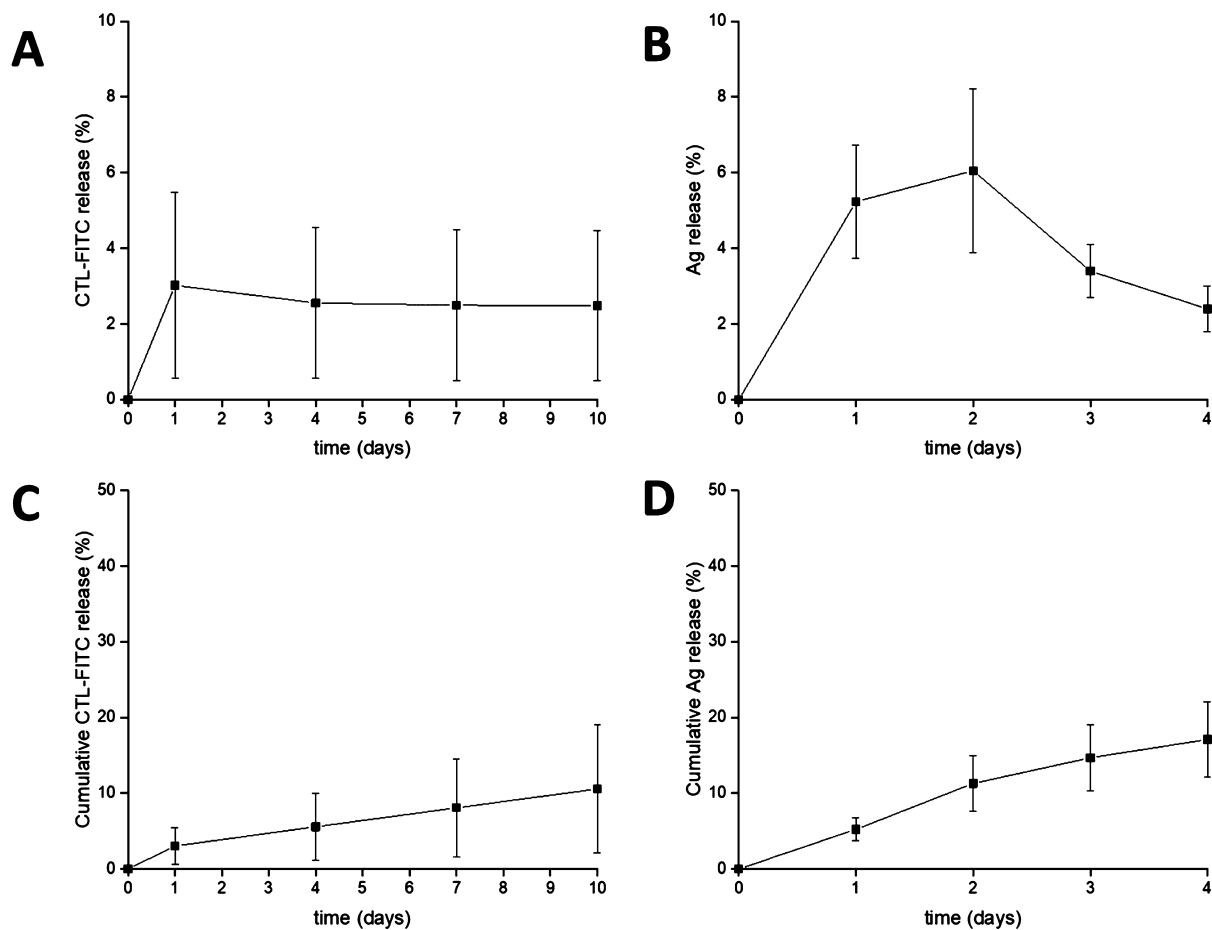 A
CTL-FITC release (%)
10
8
6
4
2
0
0 1 2 3 4 5 6 7 8 9 10
time (days)
B
Ag release (%)
10
8
6
4
2
0
0 1 2 3 4
time (days)
C
Cumulative CTL-FITC release (%)
50
40
30
20
10
0
0 1 2 3 4 5 6 7 8 9 10
time (days)
D
Cumulative Ag release (%)
50
40
30
20
10
0
0 1 2 3 4
time (days)